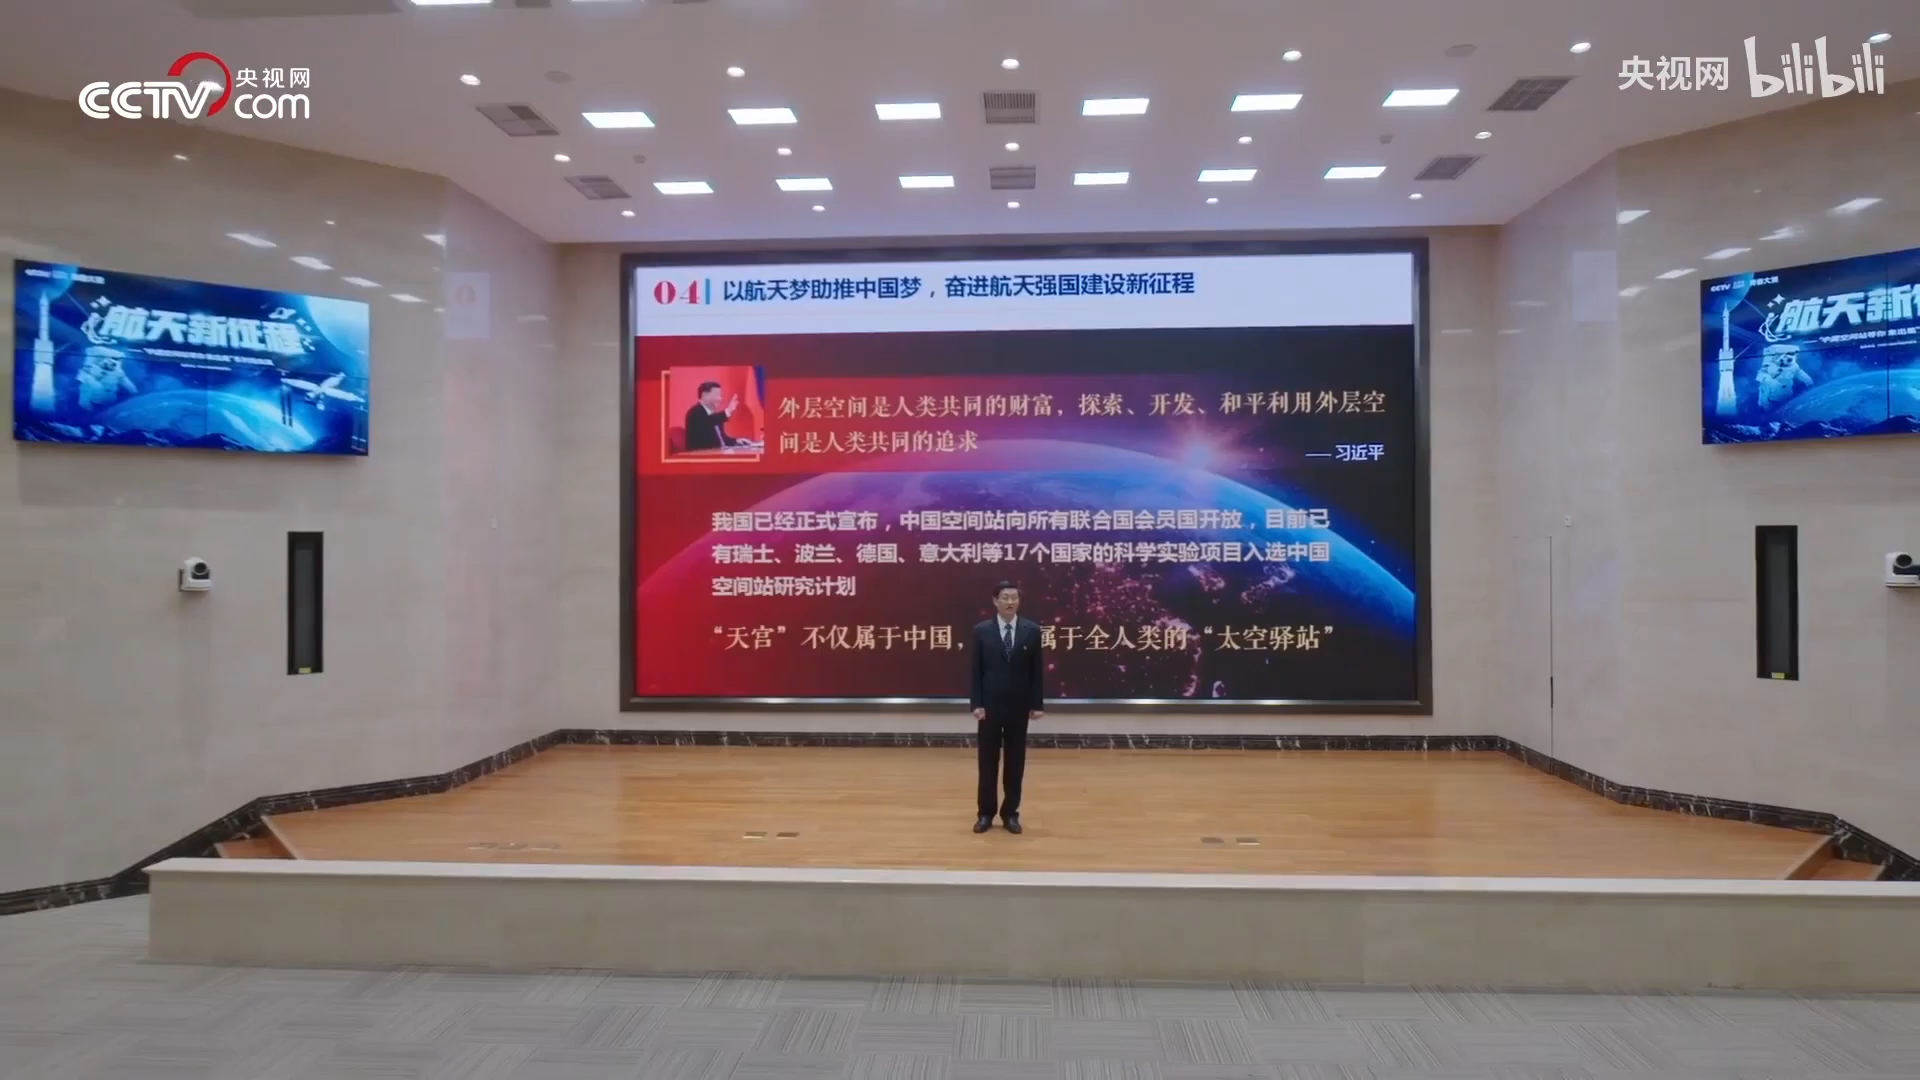 CCTV
央视网
com
央视网 bilibili
04 以航天梦助推中国梦，奋进航天强国建设新征程
外层空间是人类共同的财富，探索、开发、和平利用外层空
间是人类共同的追求
——习近平
我国已经正式宣布，中国空间站向所有联合国会员国开放，目前已
有瑞士、波兰、德国、意大利等17个国家的科学实验项目入选中国
空间站研究计划
“天宫”不仅属于中国，属于全人类的“太空驿站”
航天新征程
CCTV
航天新